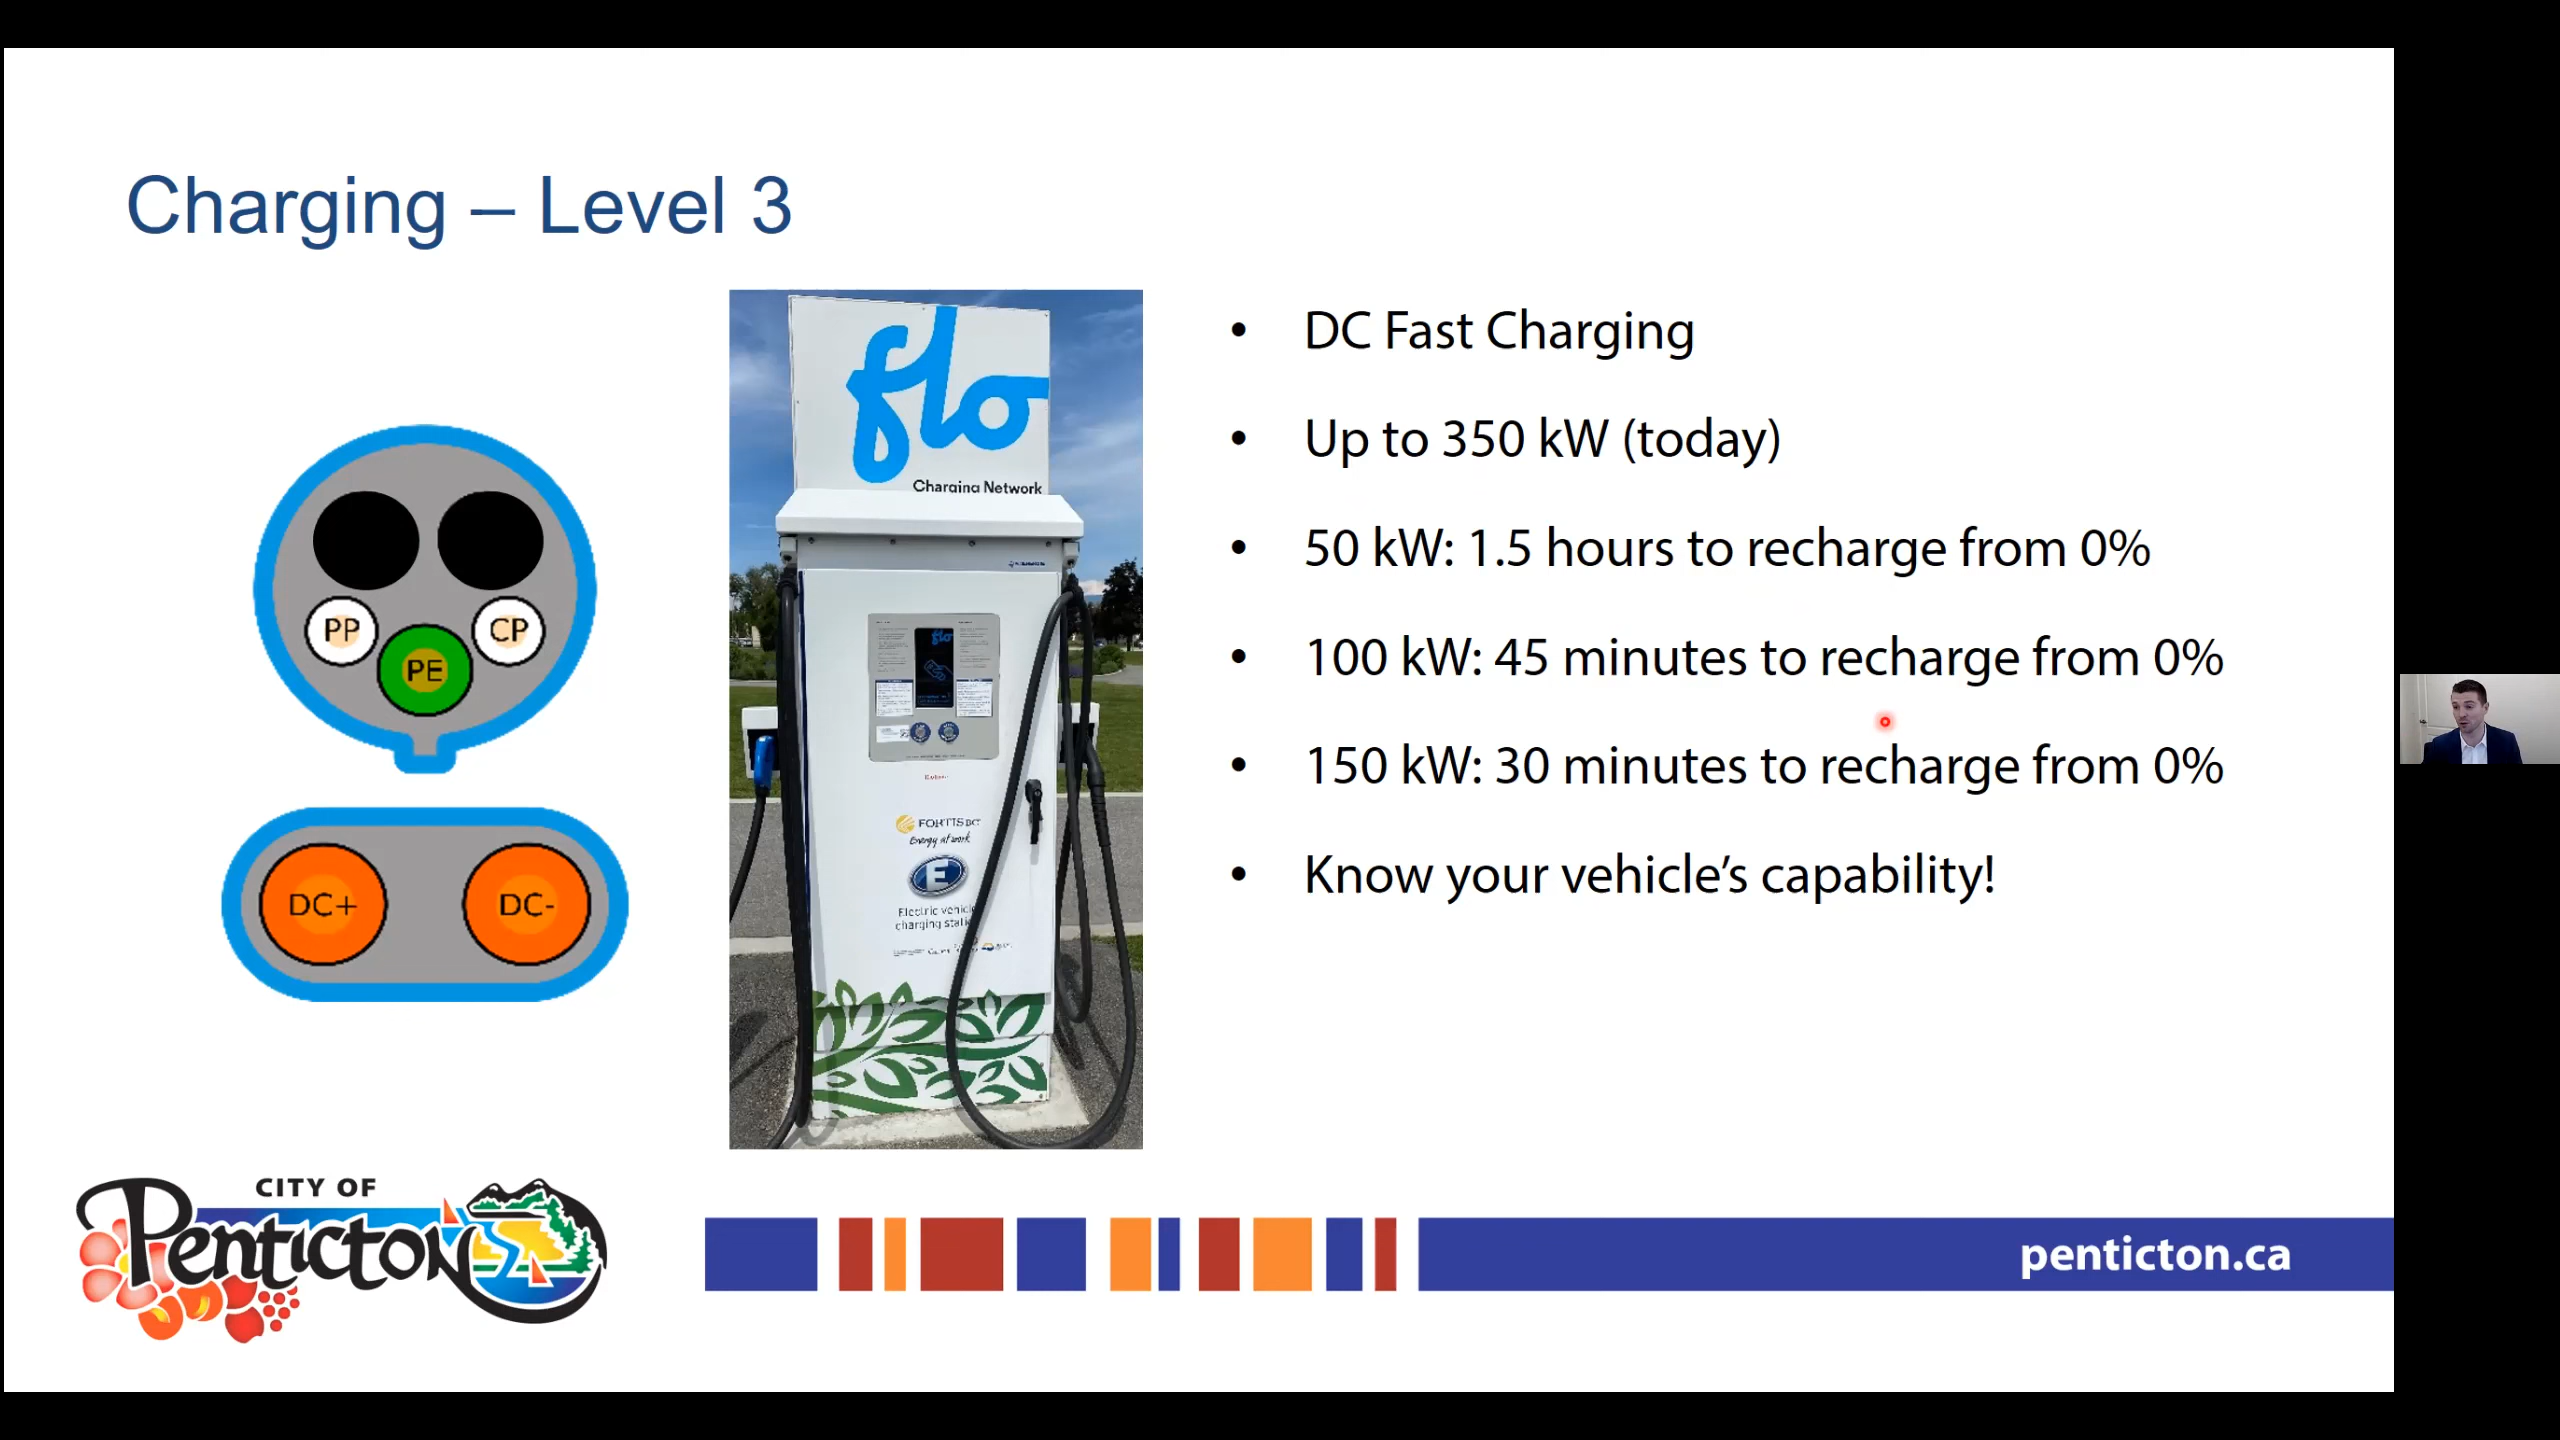 Charging – Level 3
flo
Charging Network
flo
FORTIS BC
Energy at work
E
Electric vehicle
charging stati
PP
CP
PE
DC+
DC-
• DC Fast Charging
• Up to 350 kW (today)
• 50 kW: 1.5 hours to recharge from 0%
• 100 kW: 45 minutes to recharge from 0%
• 150 kW: 30 minutes to recharge from 0%
• Know your vehicle’s capability!
CITY OF
Penticton
penticton.ca